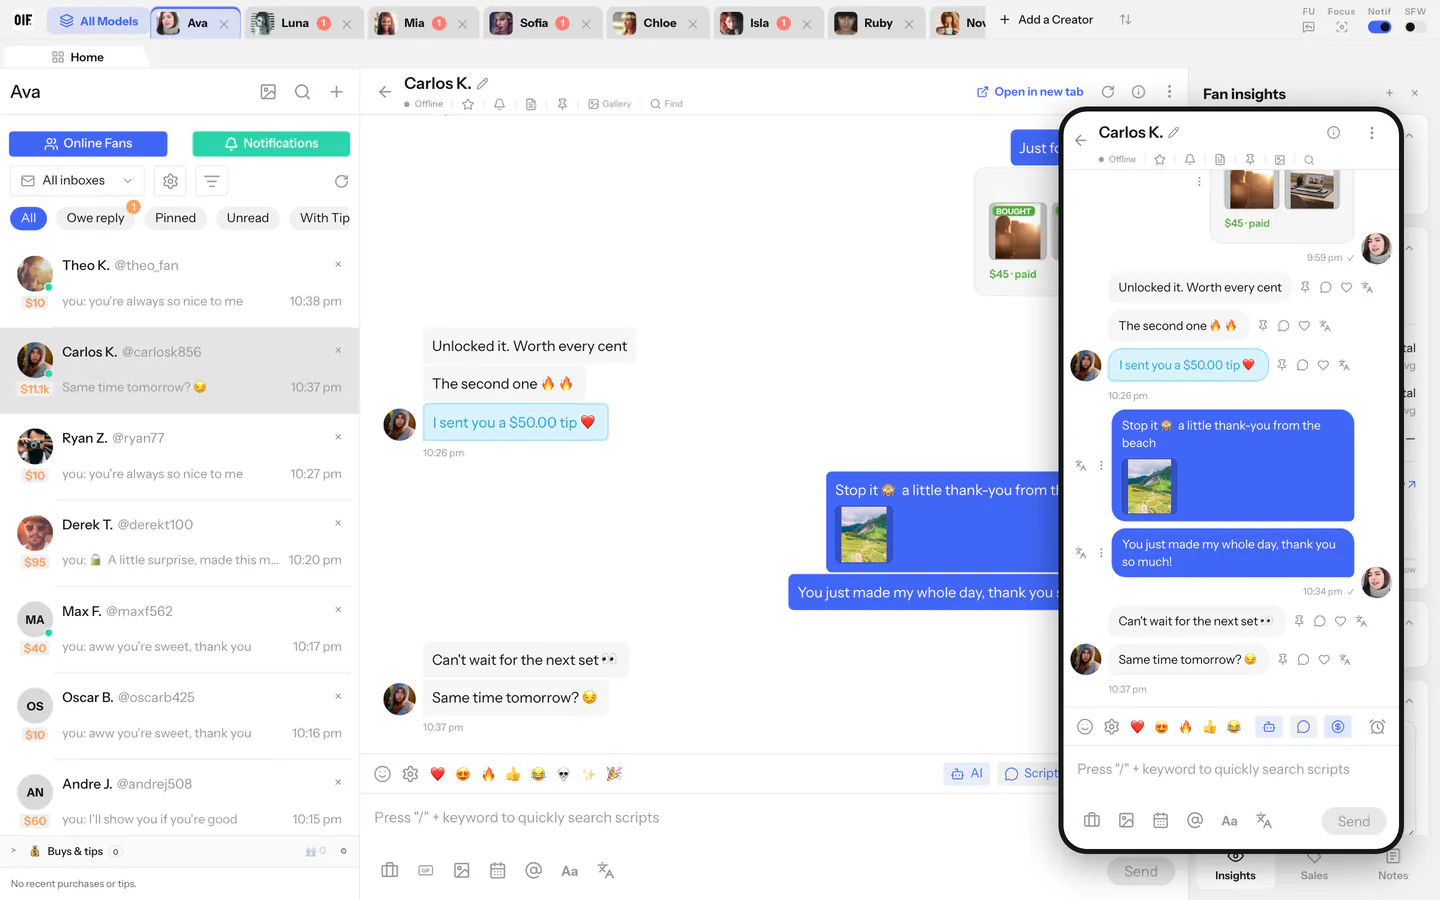 OIF
All Models
Ava
Luna
1
Mia
1
Sofia
1
Chloe
Isla
1
Ruby
Nov
Add a Creator
FU
Focus
Notif
SFW
Home
Ava
Online Fans
Notifications
All inboxes
All
Owe reply
1
Pinned
Unread
With Tip
Theo K. @theo_fan
$10
you: you're always so nice to me
10:38 pm
Carlos K. @carlosk856
$11.1k
Same time tomorrow? 😏
10:37 pm
Ryan Z. @ryan77
$10
you: you're always so nice to me
10:27 pm
Derek T. @derekt100
$95
you: 🔒 A little surprise, made this m...
10:20 pm
MA
Max F. @maxf562
$40
you: aww you're sweet, thank you
10:17 pm
OS
Oscar B. @oscarb425
$10
you: aww you're sweet, thank you
10:16 pm
AN
Andre J. @andrej508
$60
you: I'll show you if you're good
10:15 pm
💰 Buys & tips 0
0
No recent purchases or tips.
Carlos K.
Offline
Gallery
Find
Open in new tab
Just fo
BOUGHT
$45 · paid
Unlocked it. Worth every cent
The second one 🔥 🔥
I sent you a $50.00 tip ❤️
10:26 pm
Stop it 🙈 a little thank-you from th
You just made my whole day, thank you s
Can't wait for the next set 👀
Same time tomorrow? 😏
10:37 pm
AI
Script
Press "/" + keyword to quickly search scripts
GIF
Aa
Send
Fan insights
tal
vg
tal
vg
ow
Insights
Sales
Notes
Carlos K.
Offline
$45 · paid
9:59 pm
Unlocked it. Worth every cent
The second one 🔥 🔥
I sent you a $50.00 tip ❤️
10:26 pm
Stop it 🙈 a little thank-you from the
beach
You just made my whole day, thank you
so much!
10:34 pm
Can't wait for the next set 👀
Same time tomorrow? 😏
10:37 pm
Press "/" + keyword to quickly search scripts
Aa
Send